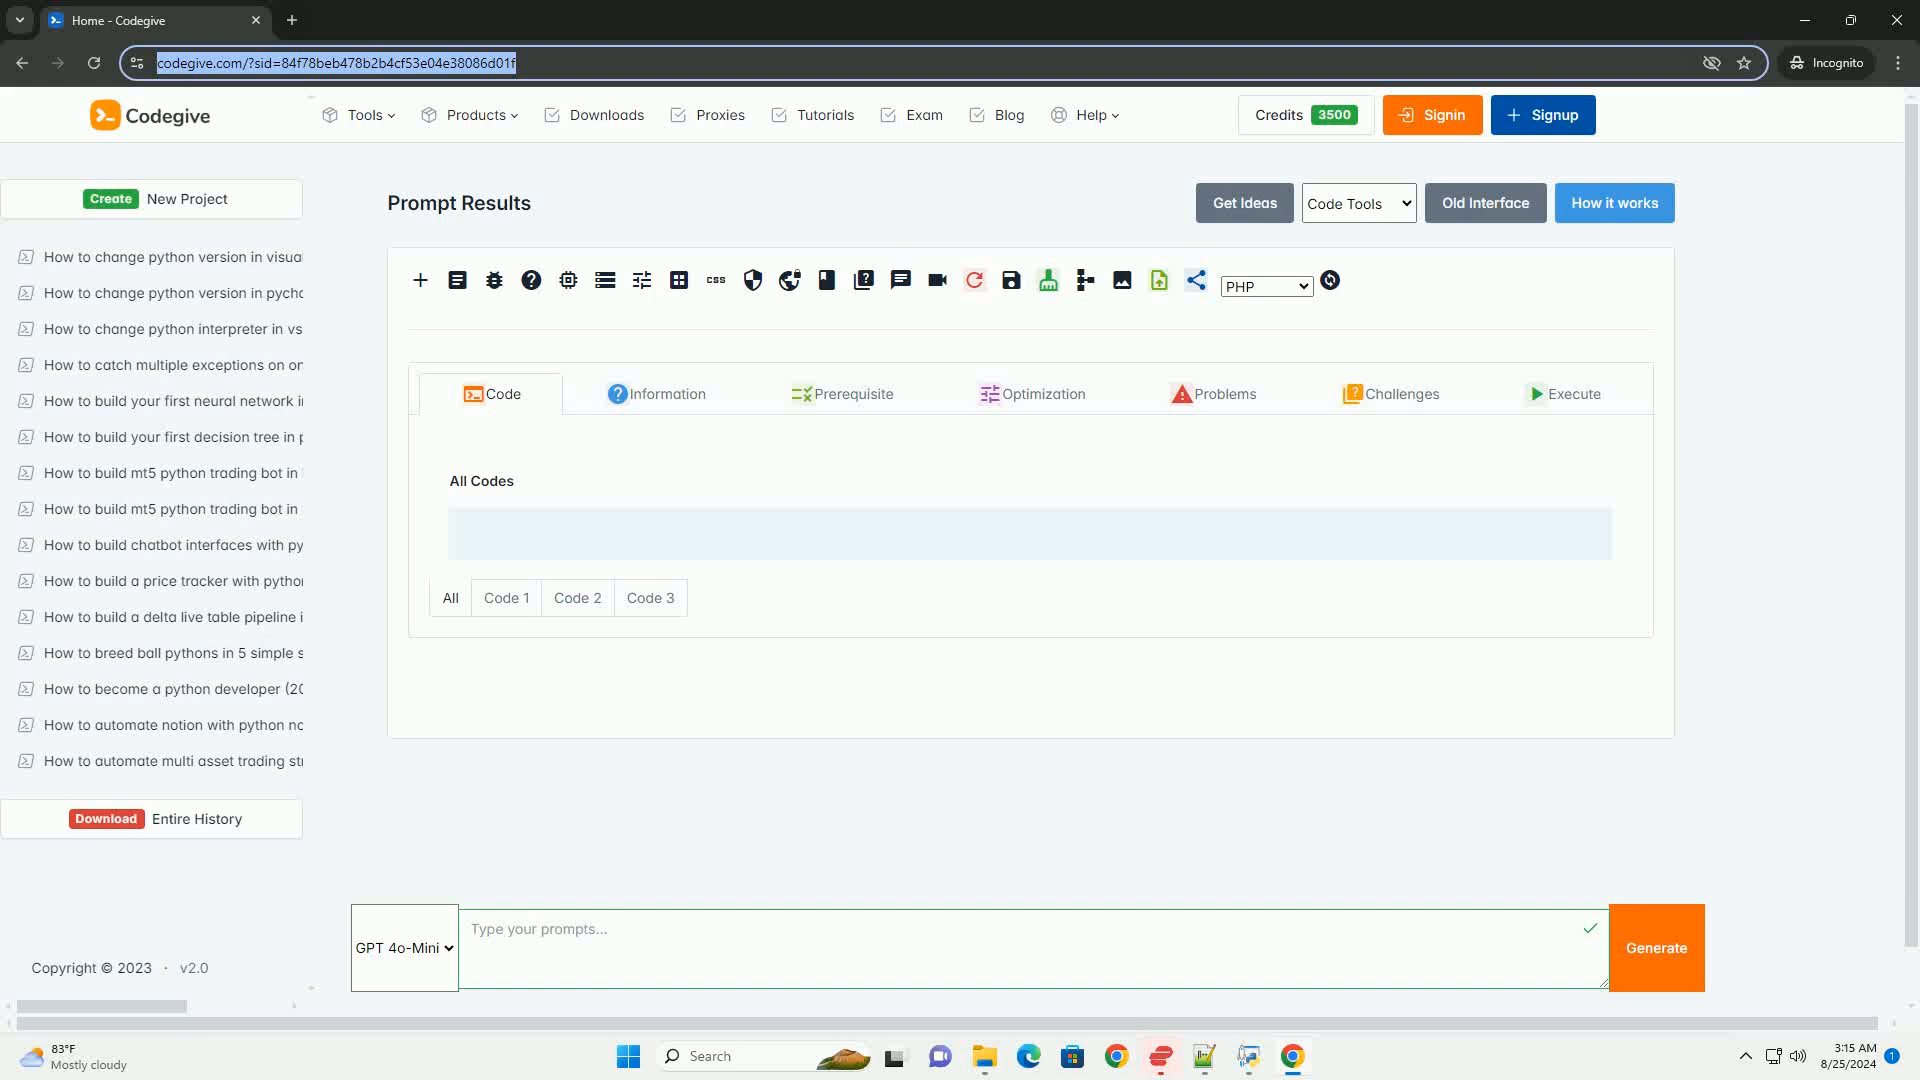 Home - Codegive
codegive.com/?sid=84f78beb478b2b4cf53e04e38086d01f
Incognito
Codegive
Tools
Products
Downloads
Proxies
Tutorials
Exam
Blog
Help
Credits 3500
Signin
Signup
Create New Project
Prompt Results
Get Ideas
Code Tools
Old Interface
How it works
How to change python version in visua
How to change python version in pycha
How to change python interpreter in vs
How to catch multiple exceptions on on
How to build your first neural network i
How to build your first decision tree in p
How to build mt5 python trading bot in
How to build mt5 python trading bot in
How to build chatbot interfaces with py
How to build a price tracker with python
How to build a delta live table pipeline i
How to breed ball pythons in 5 simple s
How to become a python developer (20
How to automate notion with python no
How to automate multi asset trading str
Download Entire History
Copyright © 2023 · v2.0
CSS
PHP
Code
Information
Prerequisite
Optimization
Problems
Challenges
Execute
All Codes
All
Code 1
Code 2
Code 3
GPT 4o-Mini
Type your prompts...
Generate
83°F
Mostly cloudy
Search
3:15 AM
8/25/2024
1